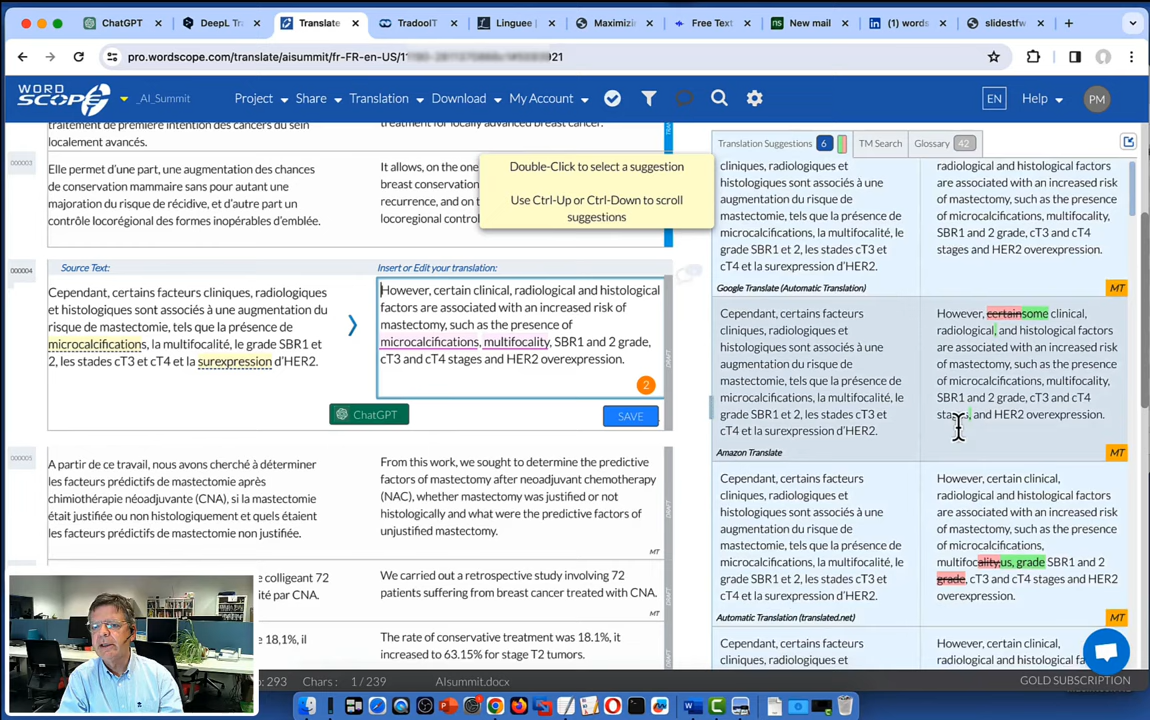 ChatGPT
DeepL Tra
Translate
TradooIT
Linguee |
Maximizin
Free Text
New mail
(1) words
slidestfw
pro.wordscope.com/translate/aisummit/fr-FR-en-US/1
21
WORD
SCOPE
_AI_Summit
Project
Share
Translation
Download
My Account
EN
Help
PM
traitement de première intention des cancers du sein
localement avancés.
treatment for locally advanced breast cancer.
000003
Elle permet d'une part, une augmentation des chances
de conservation mammaire sans pour autant une
majoration du risque de récidive, et d'autre part un
contrôle locorégional des formes inopérables d'emblée.
It allows, on the one
breast conservation
recurrence, and on t
locoregional control
Double-Click to select a suggestion
Use Ctrl-Up or Ctrl-Down to scroll
suggestions
000004
Source Text:
Insert or Edit your translation:
Cependant, certains facteurs cliniques, radiologiques
et histologiques sont associés à une augmentation du
risque de mastectomie, tels que la présence de
microcalcifications, la multifocalité, le grade SBR1 et
2, les stades cT3 et cT4 et la surexpression d'HER2.
However, certain clinical, radiological and histological
factors are associated with an increased risk of
mastectomy, such as the presence of
microcalcifications, multifocality, SBR1 and 2 grade,
cT3 and cT4 stages and HER2 overexpression.
2
ChatGPT
SAVE
DRAFT
000005
A partir de ce travail, nous avons cherché à déterminer
les facteurs prédictifs de mastectomie après
chimiothérapie néoadjuvante (CNA), si la mastectomie
était justifiée ou non histologiquement et quels étaient
les facteurs prédictifs de mastectomie non justifiée.
From this work, we sought to determine the predictive
factors of mastectomy after neoadjuvant chemotherapy
(NAC), whether mastectomy was justified or not
histologically and what were the predictive factors of
unjustified mastectomy.
MT
DRAFT
e colligeant 72
ité par CNA.
We carried out a retrospective study involving 72
patients suffering from breast cancer treated with CNA.
MT
e 18,1%, il
The rate of conservative treatment was 18.1%, it
increased to 63.15% for stage T2 tumors.
Translation Suggestions
6
TM Search
Glossary
42
cliniques, radiologiques et
histologiques sont associés à une
augmentation du risque de
mastectomie, tels que la présence de
microcalcifications, la multifocalité, le
grade SBR1 et 2, les stades cT3 et
cT4 et la surexpression d'HER2.
radiological and histological factors
are associated with an increased risk
of mastectomy, such as the presence
of microcalcifications, multifocality,
SBR1 and 2 grade, cT3 and cT4
stages and HER2 overexpression.
Google Translate (Automatic Translation)
MT
Cependant, certains facteurs
cliniques, radiologiques et
histologiques sont associés à une
augmentation du risque de
mastectomie, tels que la présence de
microcalcifications, la multifocalité, le
grade SBR1 et 2, les stades cT3 et
cT4 et la surexpression d'HER2.
However, certainsome clinical,
radiological, and histological factors
are associated with an increased risk
of mastectomy, such as the presence
of microcalcifications, multifocality,
SBR1 and 2 grade, cT3 and cT4
stages, and HER2 overexpression.
Amazon Translate
MT
Cependant, certains facteurs
cliniques, radiologiques et
histologiques sont associés à une
augmentation du risque de
mastectomie, tels que la présence de
microcalcifications, la multifocalité, le
grade SBR1 et 2, les stades cT3 et
cT4 et la surexpression d'HER2.
However, certain clinical,
radiological and histological factors
are associated with an increased risk
of mastectomy, such as the presence
of microcalcifications,
multifocality,us, grade SBR1 and 2
grade, cT3 and cT4 stages and HER2
overexpression.
Automatic Translation (translated.net)
MT
Cependant, certains facteurs
cliniques, radiologiques et
However, certain clinical,
radiological and histological fa
: 293
Chars : 1 / 239
AIsummit.docx
GOLD SUBSCRIPTION